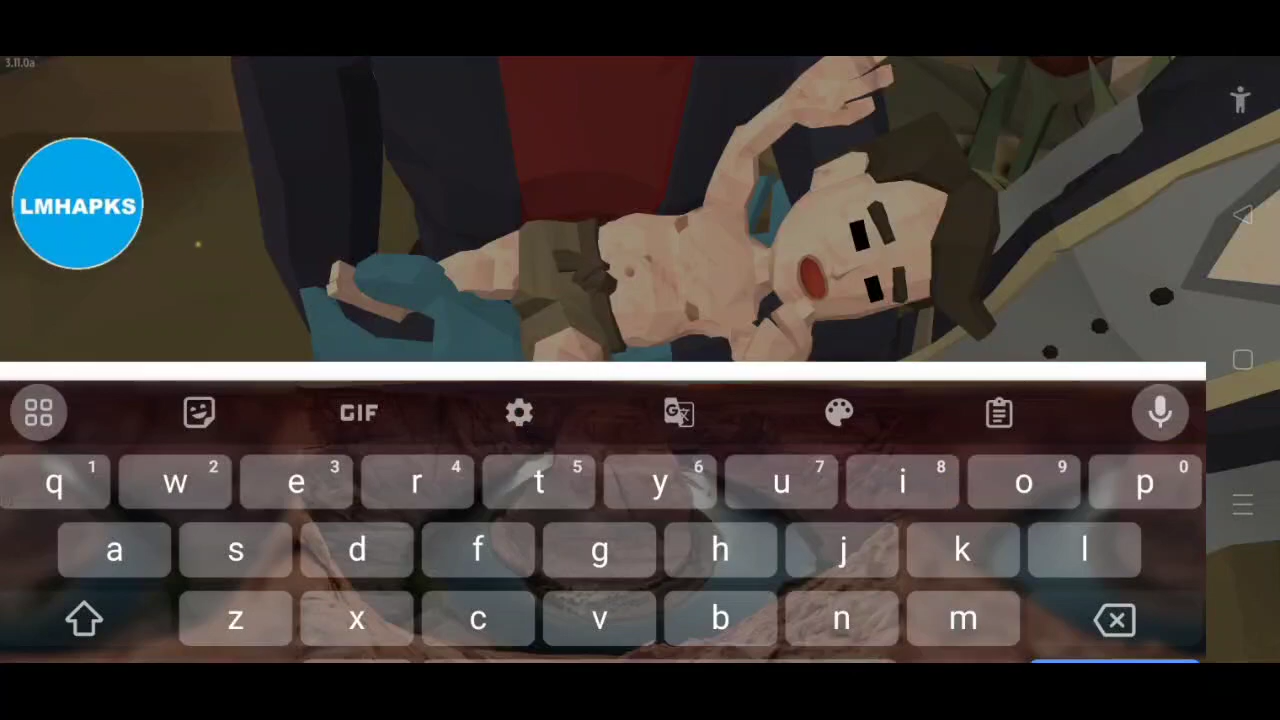 3.11.0a
LMHAPKS
GIF
G
q 1 w 2 e 3 r 4 t 5 y 6 u 7 i 8 o 9 p 0
a s d f g h j k l
z x c v b n m